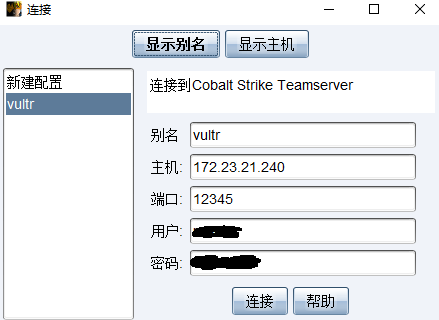 连接
显示别名 显示主机
新建配置
vultr
连接到Cobalt Strike Teamserver
别名 vultr
主机: 172.23.21.240
端口: 12345
用户:
密码:
连接 帮助